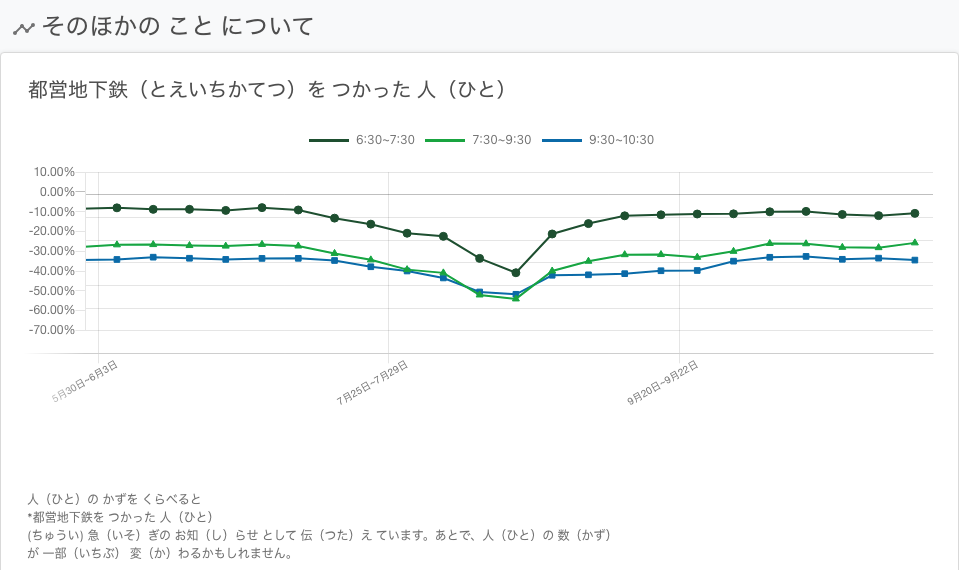 そのほかの こと について
都営地下鉄（とえいちかてつ）を つかった 人（ひと）
6:30~7:30 7:30~9:30 9:30~10:30
10.00%
0.00%
-10.00%
-20.00%
-30.00%
-40.00%
-50.00%
-60.00%
-70.00%
5月30日~6月3日 7月25日~7月29日 9月20日~9月22日
人（ひと）の かずを くらべると
*都営地下鉄を つかった 人（ひと）
(ちゅうい) 急（いそ）ぎの お知（し）らせ として 伝（つた）え ています。あとで、人（ひと）の 数（かず）
が 一部（いちぶ） 変（か）わるかもしれません。